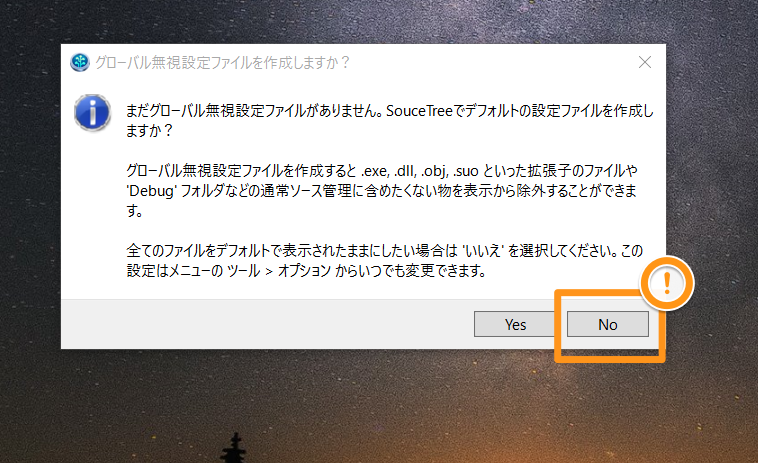 グローバル無視設定ファイルを作成しますか？
まだグローバル無視設定ファイルがありません。SouceTreeでデフォルトの設定ファイルを作成し
ますか？
グローバル無視設定ファイルを作成すると .exe, .dll, .obj, .suo といった拡張子のファイルや
'Debug' フォルダなどの通常ソース管理に含めたくない物を表示から除外することができま
す。
全てのファイルをデフォルトで表示されたままにしたい場合は 'いいえ' を選択してください。この
設定はメニューの ツール > オプション からいつでも変更できます。
!
Yes No